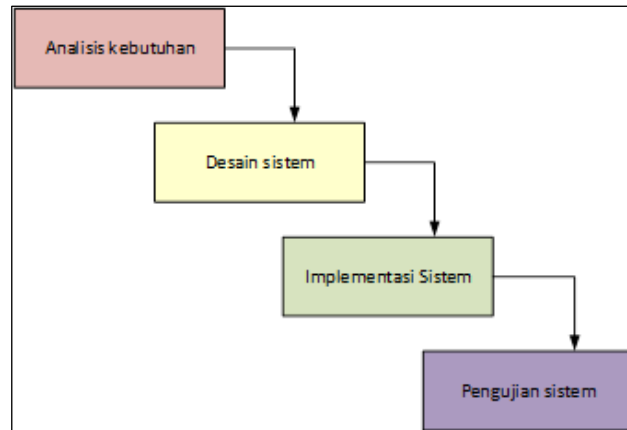 Analisis kebutuhan
Desain sistem
Implementasi Sistem
Pengujian sistem